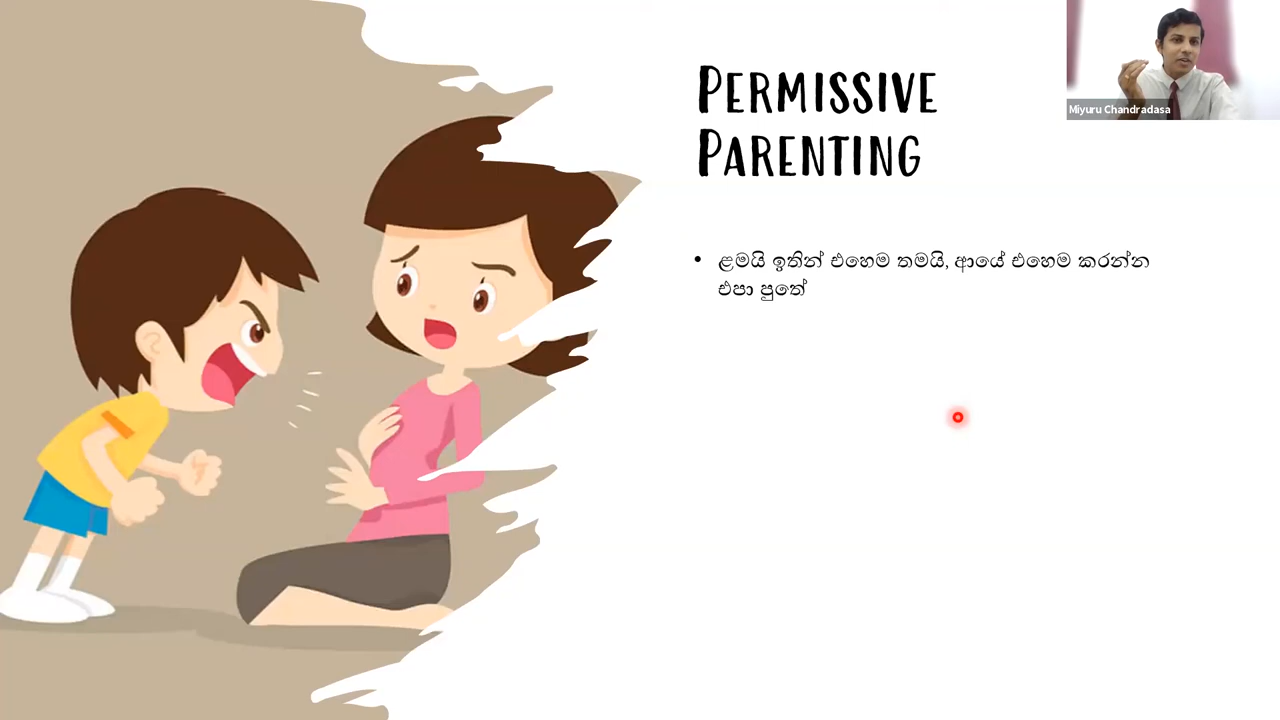 PERMISSIVE
PARENTING
Miyuru Chandradasa
• ළමයි ඉතින් එහෙම තමයි, ආයේ එහෙම කරන්න
එපා පුතේ